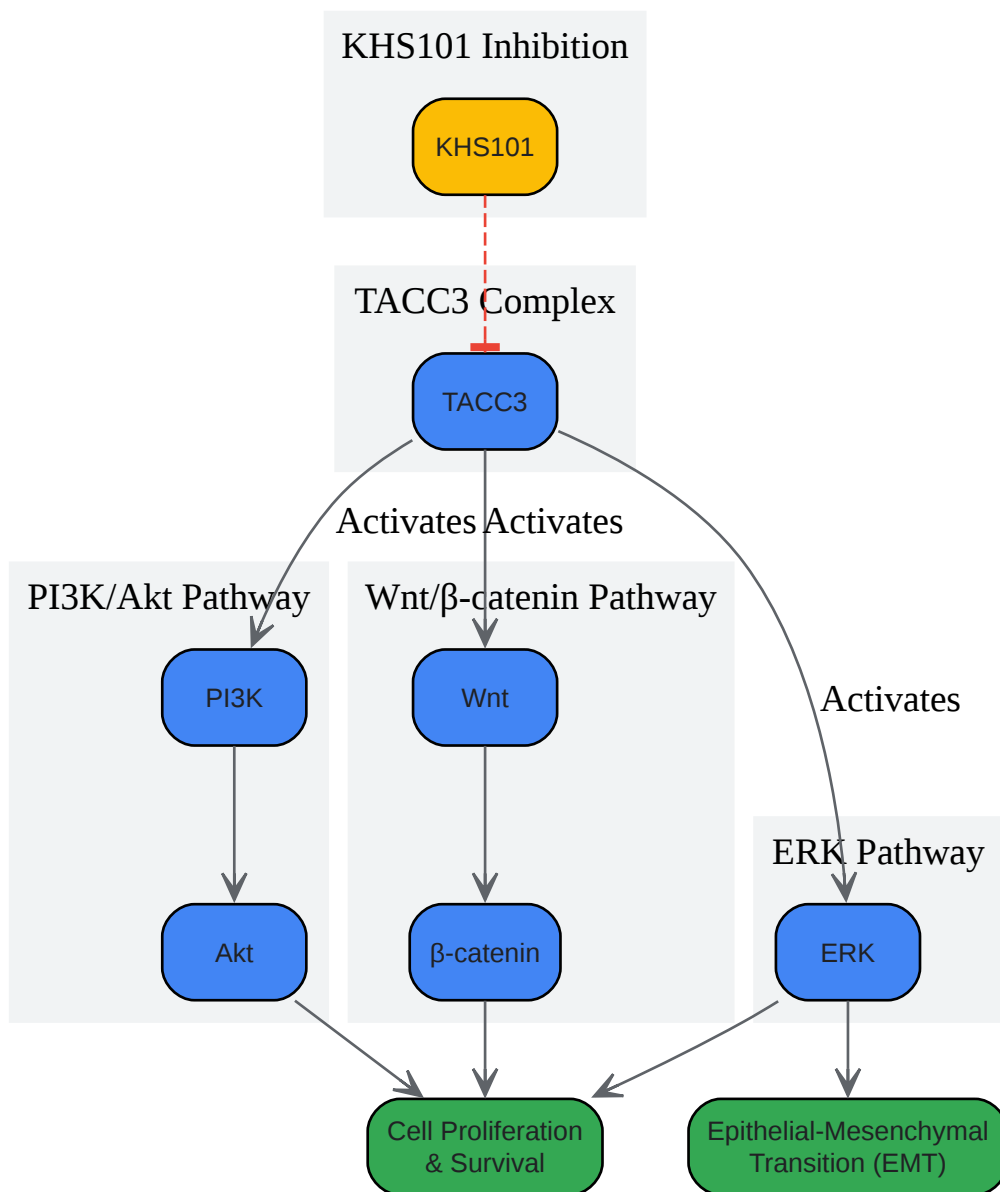 KHS101 Inhibition
KHS101
TACC3 Complex
TACC3
Activates
Activates
PI3K/Akt Pathway
Wnt/β-catenin Pathway
PI3K
Wnt
Activates
ERK Pathway
Akt
β-catenin
ERK
Cell Proliferation
& Survival
Epithelial-Mesenchymal
Transition (EMT)